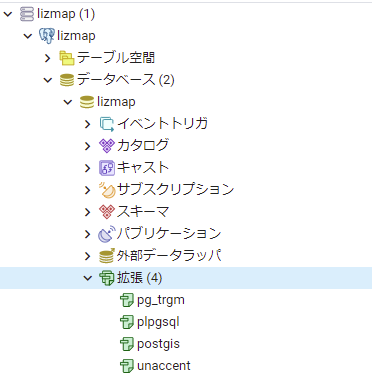 lizmap (1)
lizmap
テーブル空間
データベース (2)
lizmap
イベントトリガ
カタログ
キャスト
サブスクリプション
スキーマ
パブリケーション
外部データラッパ
拡張 (4)
pg_trgm
plpgsql
postgis
unaccent